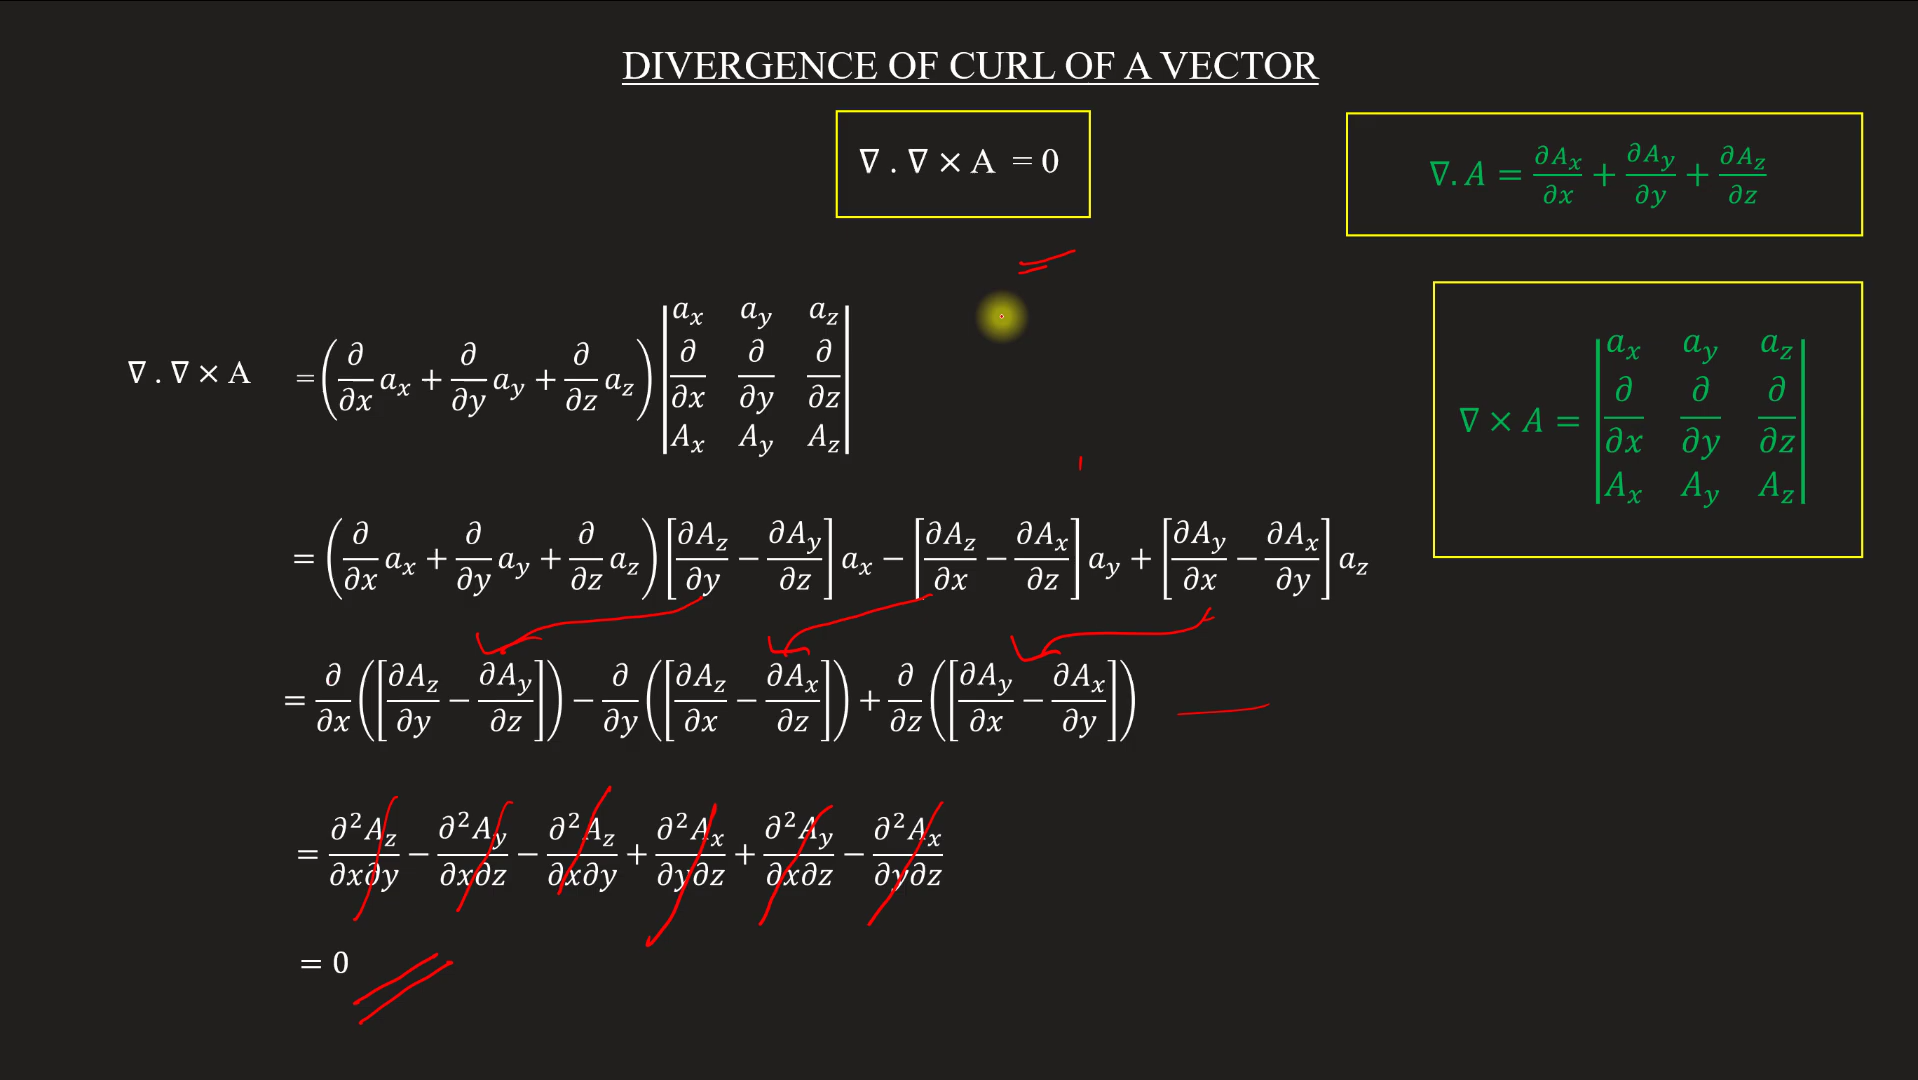 DIVERGENCE OF CURL OF A VECTOR
∇ . ∇ × A = 0
∇. A = ∂A_x/∂x + ∂A_y/∂y + ∂A_z/∂z
∇ × A = | a_x a_y a_z |
| ∂/∂x ∂/∂y ∂/∂z |
| A_x A_y A_z |
∇ . ∇ × A = (∂/∂x a_x + ∂/∂y a_y + ∂/∂z a_z) | a_x a_y a_z |
| ∂/∂x ∂/∂y ∂/∂z |
| A_x A_y A_z |
= (∂/∂x a_x + ∂/∂y a_y + ∂/∂z a_z) [∂A_z/∂y − ∂A_y/∂z] a_x − [∂A_z/∂x − ∂A_x/∂z] a_y + [∂A_y/∂x − ∂A_x/∂y] a_z
= ∂/∂x ([∂A_z/∂y − ∂A_y/∂z]) − ∂/∂y ([∂A_z/∂x − ∂A_x/∂z]) + ∂/∂z ([∂A_y/∂x − ∂A_x/∂y])
= ∂²A_z/∂x∂y − ∂²A_y/∂x∂z − ∂²A_z/∂x∂y + ∂²A_x/∂y∂z + ∂²A_y/∂x∂z − ∂²A_x/∂y∂z
= 0